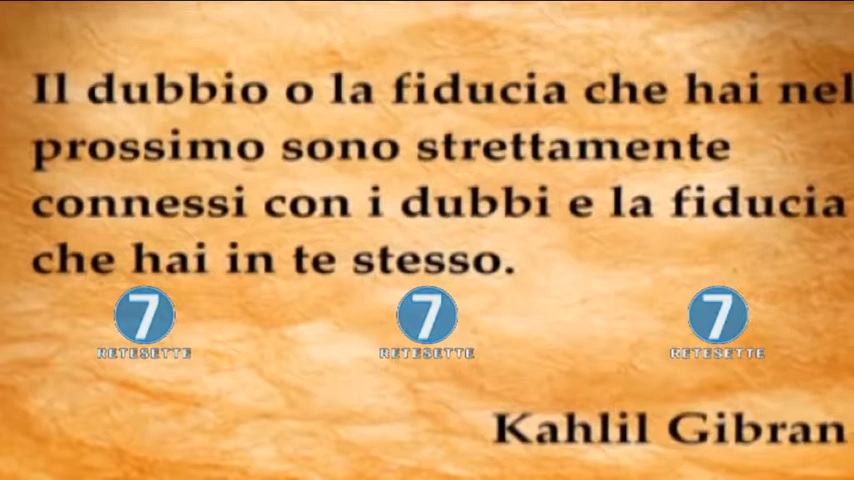 Il dubbio o la fiducia che hai nel
prossimo sono strettamente
connessi con i dubbi e la fiducia
che hai in te stesso.
7 7 7
RETESETTE RETESETTE RETESETTE
Kahlil Gibran